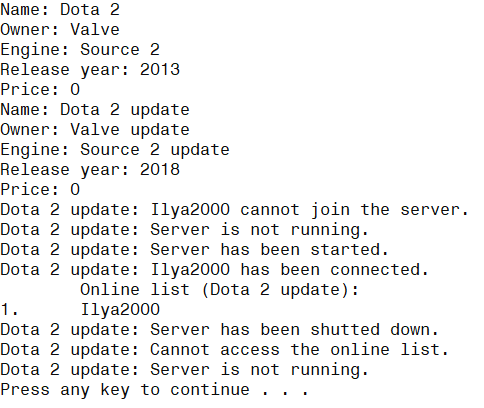 Name: Dota 2
Owner: Valve
Engine: Source 2
Release year: 2013
Price: 0
Name: Dota 2 update
Owner: Valve update
Engine: Source 2 update
Release year: 2018
Price: 0
Dota 2 update: Ilya2000 cannot join the server.
Dota 2 update: Server is not running.
Dota 2 update: Server has been started.
Dota 2 update: Ilya2000 has been connected.
        Online list (Dota 2 update):
1.      Ilya2000
Dota 2 update: Server has been shutted down.
Dota 2 update: Cannot access the online list.
Dota 2 update: Server is not running.
Press any key to continue . . .